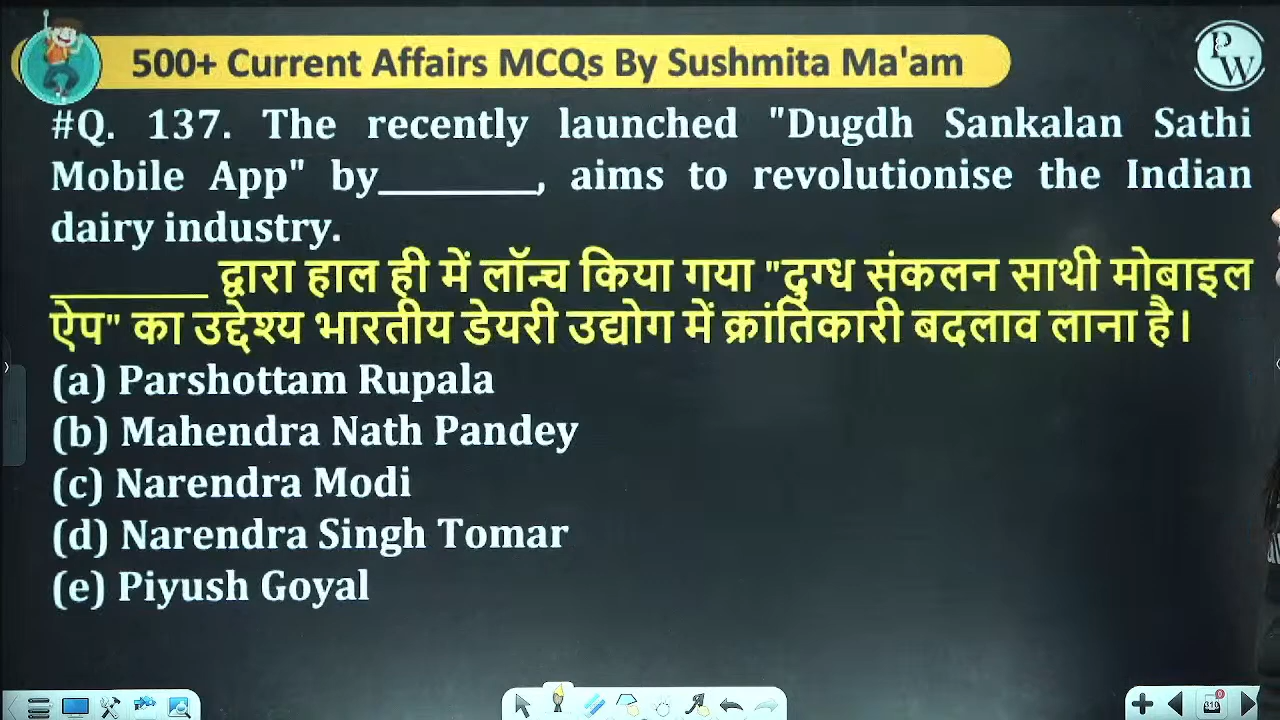 500+ Current Affairs MCQs By Sushmita Ma'am
PW
#Q. 137. The recently launched "Dugdh Sankalan Sathi
Mobile App" by________, aims to revolutionise the Indian
dairy industry.
________ द्वारा हाल ही में लॉन्च किया गया "दुग्ध संकलन साथी मोबाइल
ऐप" का उद्देश्य भारतीय डेयरी उद्योग में क्रांतिकारी बदलाव लाना है।
(a) Parshottam Rupala
(b) Mahendra Nath Pandey
(c) Narendra Modi
(d) Narendra Singh Tomar
(e) Piyush Goyal